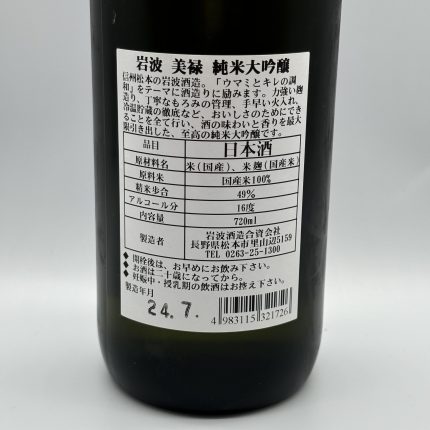 岩波 美禄 純米大吟醸
信州松本の岩波酒造。「ウマミとキレの調
和」をテーマに酒造りに励みます。力強い麹
造り、丁寧なもろみの管理、手早い火入れ、
冷温貯蔵の徹底など、おいしさのためにでき
ることを全て行い、酒の味わいと香りを最大
限引き出した、至高の純米大吟醸です。
品目 日本酒
原材料名 米(国産)、米麹(国産米)
原料米 国産米100%
精米歩合 49%
アルコール分 16度
内容量 720ml
製造者 岩波酒造合資会社
長野県松本市里山辺5159
TEL 0263-25-1300
◆ 開栓後は、お早めにお飲み下さい。
◆ お酒は二十歳になってから。
◆ 妊娠中・授乳期の飲酒はお控え下さい。
製造年月
24.7.
4 983115 321726